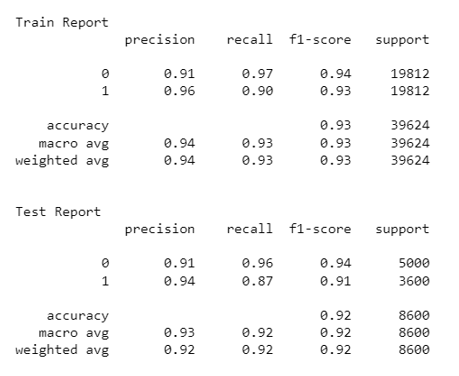 Train Report
precision recall f1-score support
0 0.91 0.97 0.94 19812
1 0.96 0.90 0.93 19812
accuracy 0.93 39624
macro avg 0.94 0.93 0.93 39624
weighted avg 0.94 0.93 0.93 39624
Test Report
precision recall f1-score support
0 0.91 0.96 0.94 5000
1 0.94 0.87 0.91 3600
accuracy 0.92 8600
macro avg 0.93 0.92 0.92 8600
weighted avg 0.92 0.92 0.92 8600